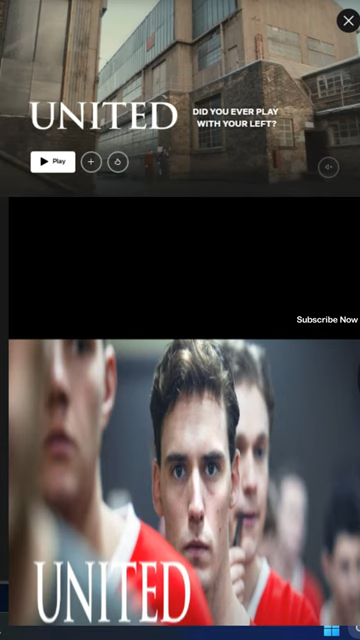 UNITED
DID YOU EVER PLAY
WITH YOUR LEFT?
Play
Subscribe Now
UNITED